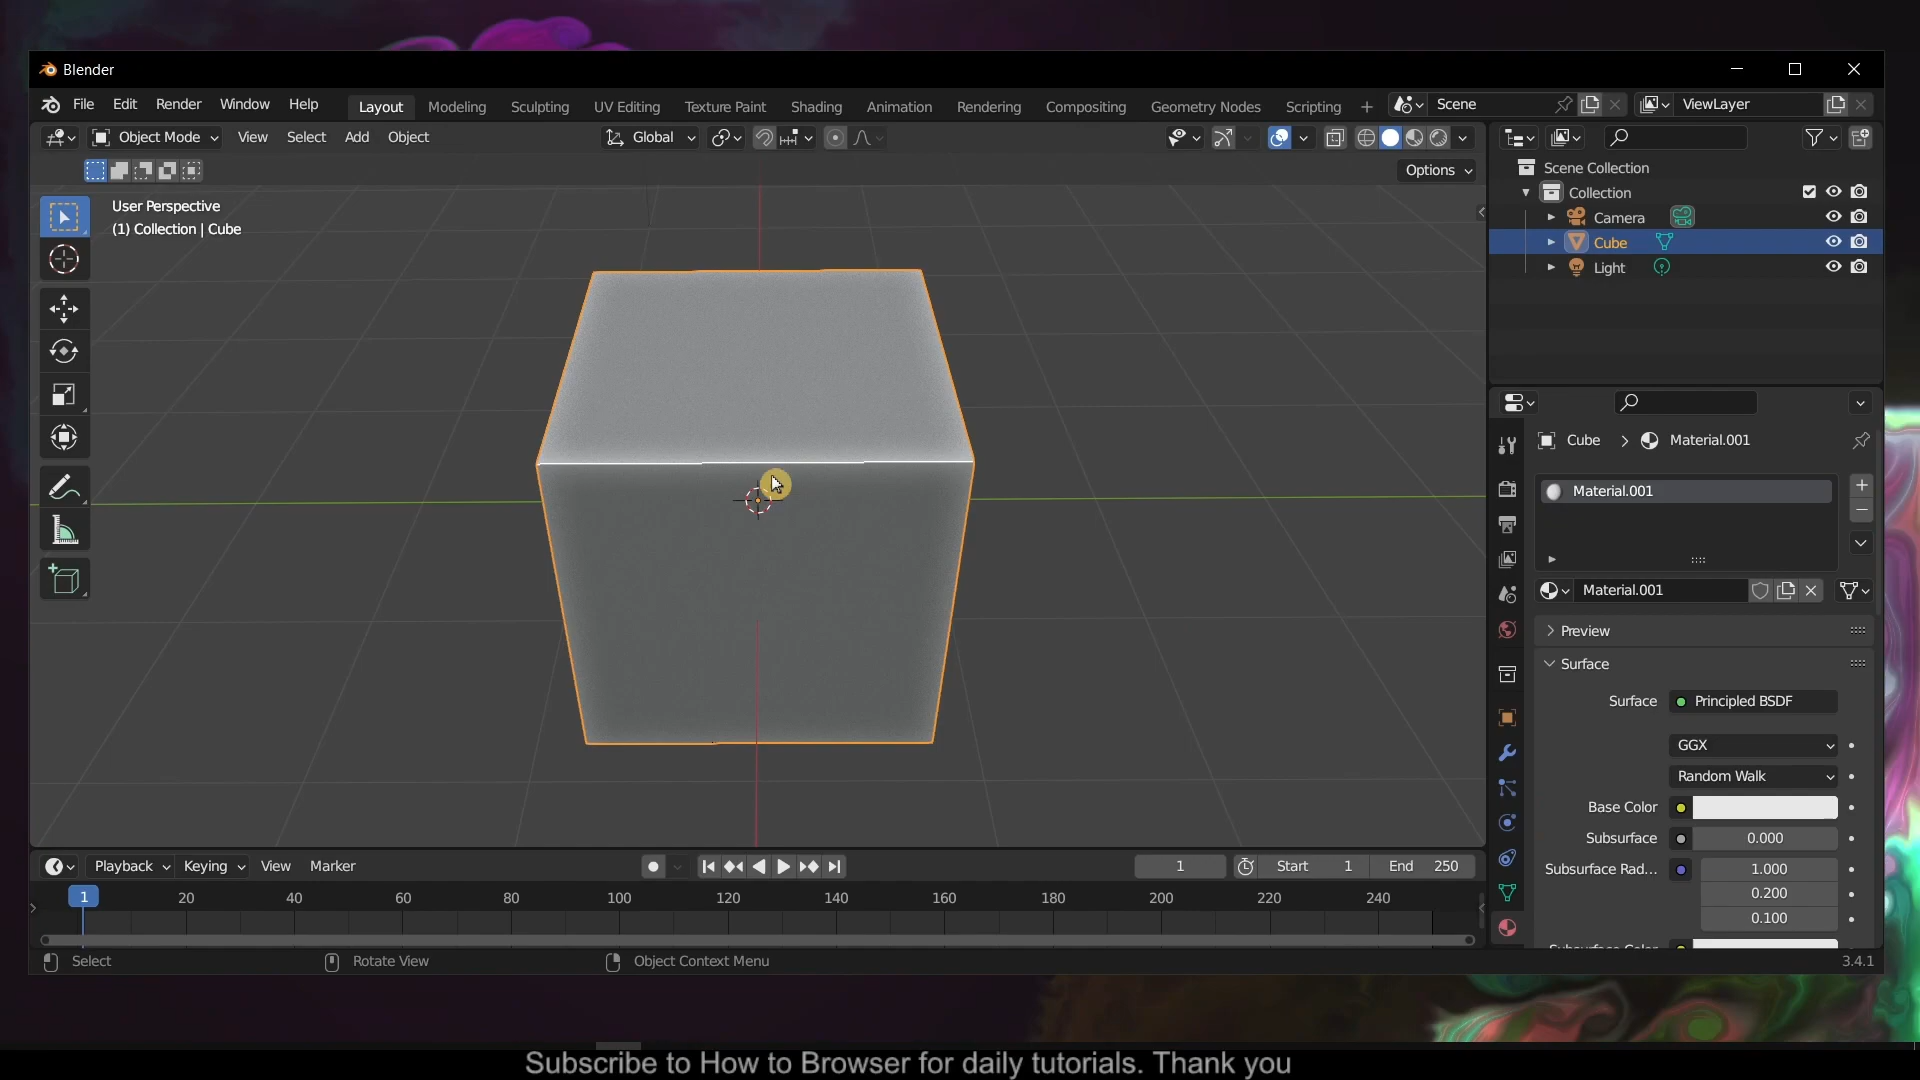 Blender
File Edit Render Window Help Layout Modeling Sculpting UV Editing Texture Paint Shading Animation Rendering Compositing Geometry Nodes Scripting + Scene ViewLayer
Object Mode View Select Add Object Global
Options
User Perspective
(1) Collection | Cube
Scene Collection
Collection
Camera
Cube
Light
Cube > Material.001
Material.001
Material.001
Preview
Surface
Surface Principled BSDF
GGX
Random Walk
Base Color
Subsurface 0.000
Subsurface Rad... 1.000
0.200
0.100
Playback Keying View Marker 1 Start 1 End 250
1 20 40 60 80 100 120 140 160 180 200 220 240
Select Rotate View Object Context Menu 3.4.1
Subscribe to How to Browser for daily tutorials. Thank you